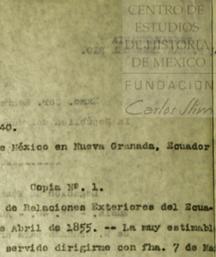 CENTRO DE
ESTUDIOS
DE HISTORIA
DE MEXICO
FUNDACIÓN
Carlos Slim
40.
e México en Nueva Granada, Ecuador
Copia Nº. 1.
de Relaciones Exteriores del Ecua-
e Abril de 1855. -- La muy estimabl
servido dirigirme con fha. 7 de Ma